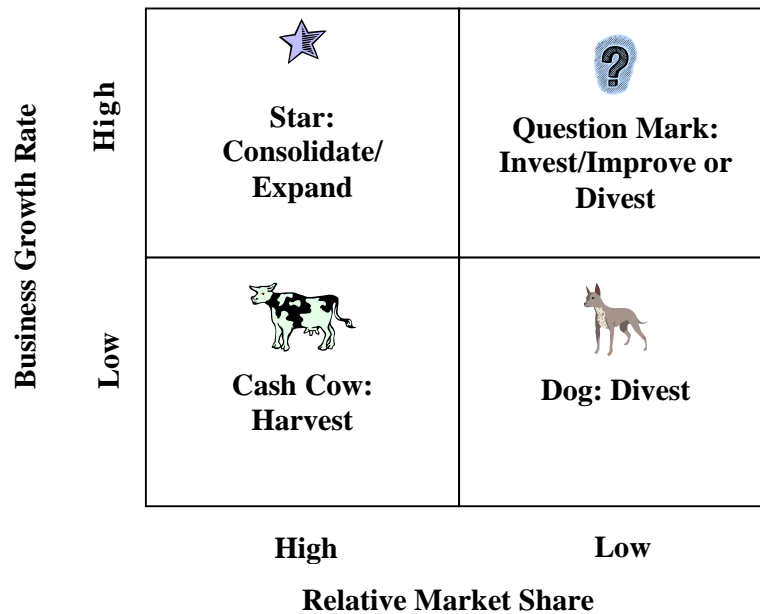 Business Growth Rate
High
Star:
Consolidate/
Expand
?
Question Mark:
Invest/Improve or
Divest
Low
Cash Cow:
Harvest
Dog: Divest
High
Low
Relative Market Share